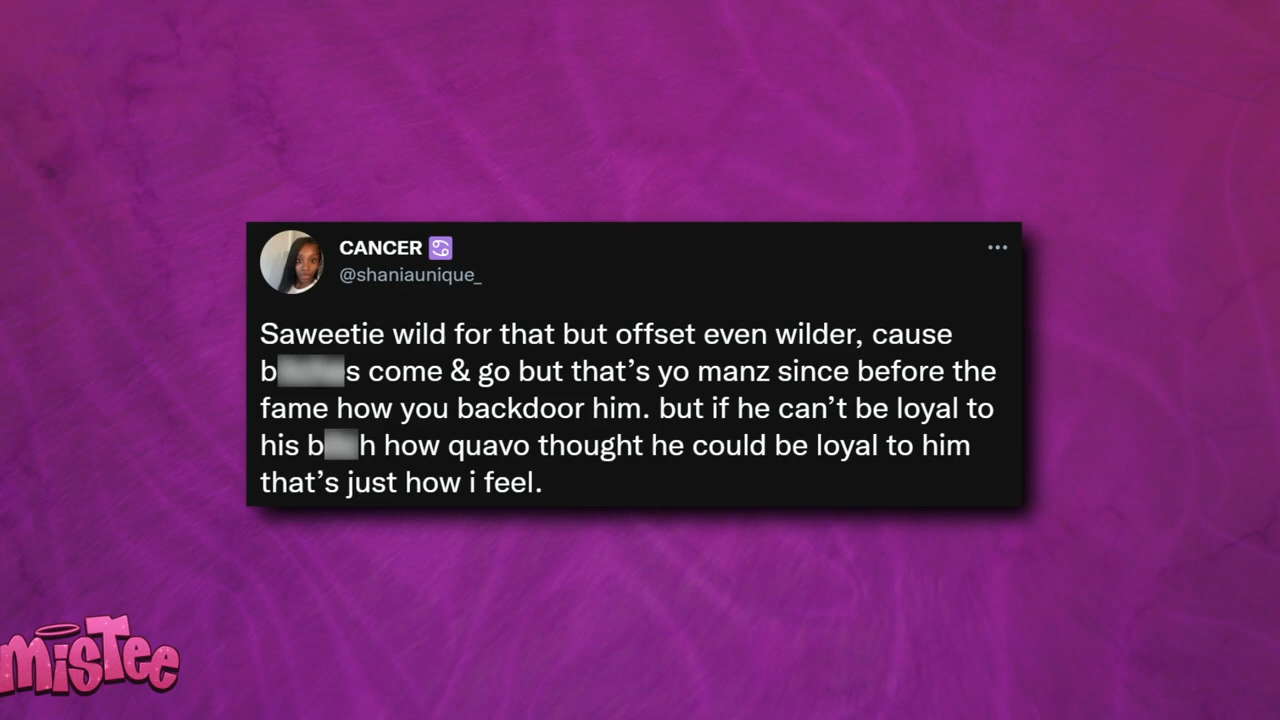 CANCER ♋
@shaniaunique_
Saweetie wild for that but offset even wilder, cause
b s come & go but that’s yo manz since before the
fame how you backdoor him. but if he can’t be loyal to
his b h how quavo thought he could be loyal to him
that’s just how i feel.
misTee